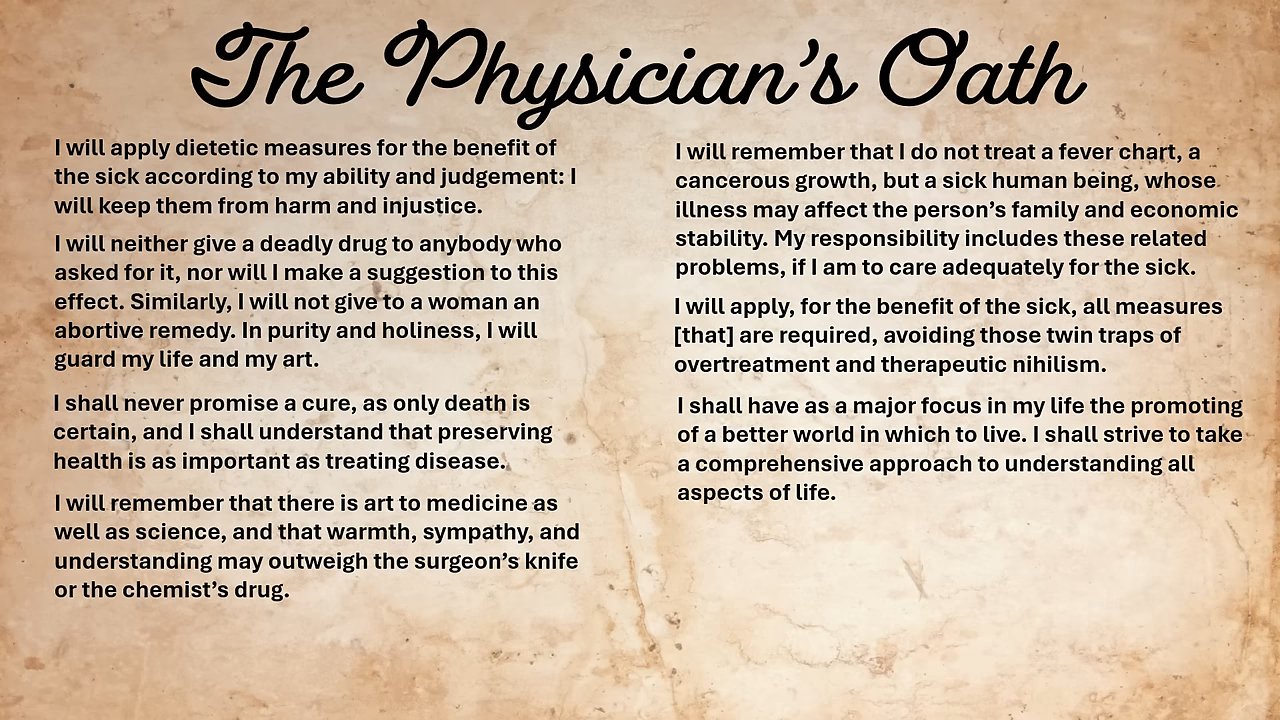 The Physician’s Oath
I will apply dietetic measures for the benefit of
the sick according to my ability and judgement: I
will keep them from harm and injustice.
I will neither give a deadly drug to anybody who
asked for it, nor will I make a suggestion to this
effect. Similarly, I will not give to a woman an
abortive remedy. In purity and holiness, I will
guard my life and my art.
I shall never promise a cure, as only death is
certain, and I shall understand that preserving
health is as important as treating disease.
I will remember that there is art to medicine as
well as science, and that warmth, sympathy, and
understanding may outweigh the surgeon’s knife
or the chemist’s drug.
I will remember that I do not treat a fever chart, a
cancerous growth, but a sick human being, whose
illness may affect the person’s family and economic
stability. My responsibility includes these related
problems, if I am to care adequately for the sick.
I will apply, for the benefit of the sick, all measures
[that] are required, avoiding those twin traps of
overtreatment and therapeutic nihilism.
I shall have as a major focus in my life the promoting
of a better world in which to live. I shall strive to take
a comprehensive approach to understanding all
aspects of life.